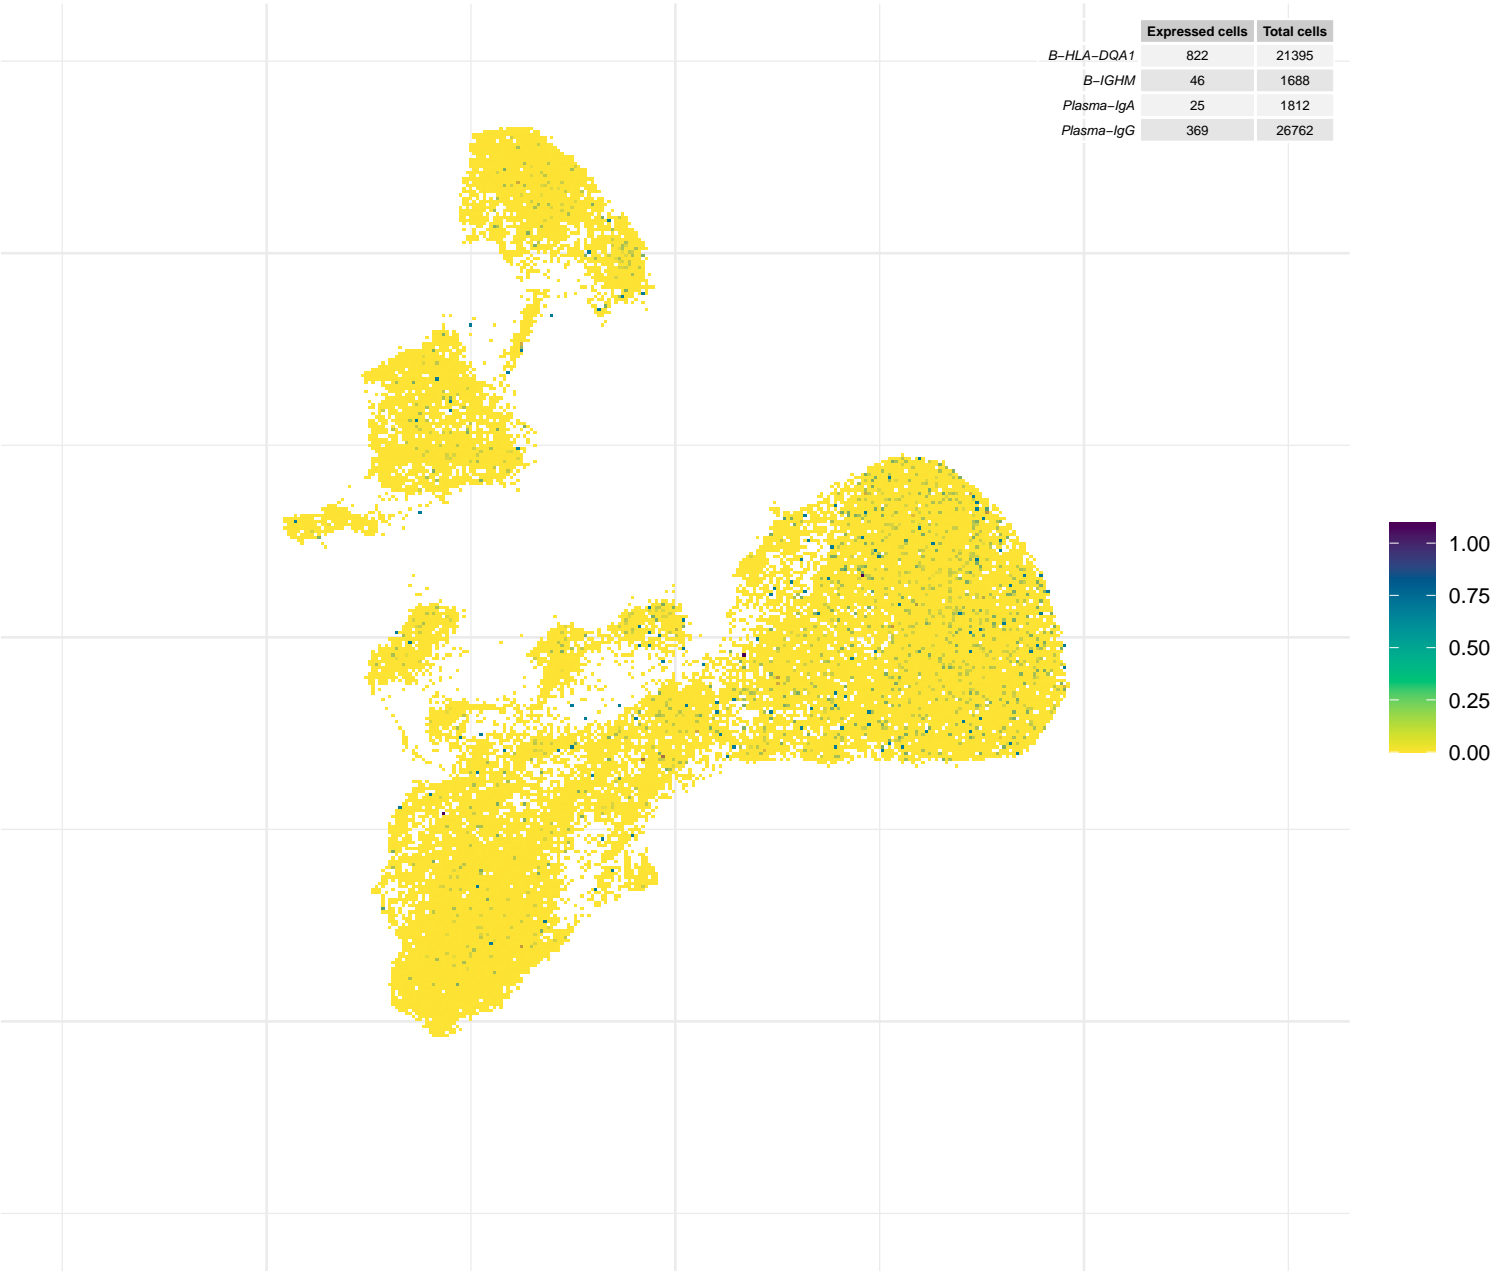 Expressed cells Total cells
B−HLA−DQA1 822 21395
B−IGHM 46 1688
Plasma−IgA 25 1812
Plasma−IgG 369 26762
1.00
0.75
0.50
0.25
0.00